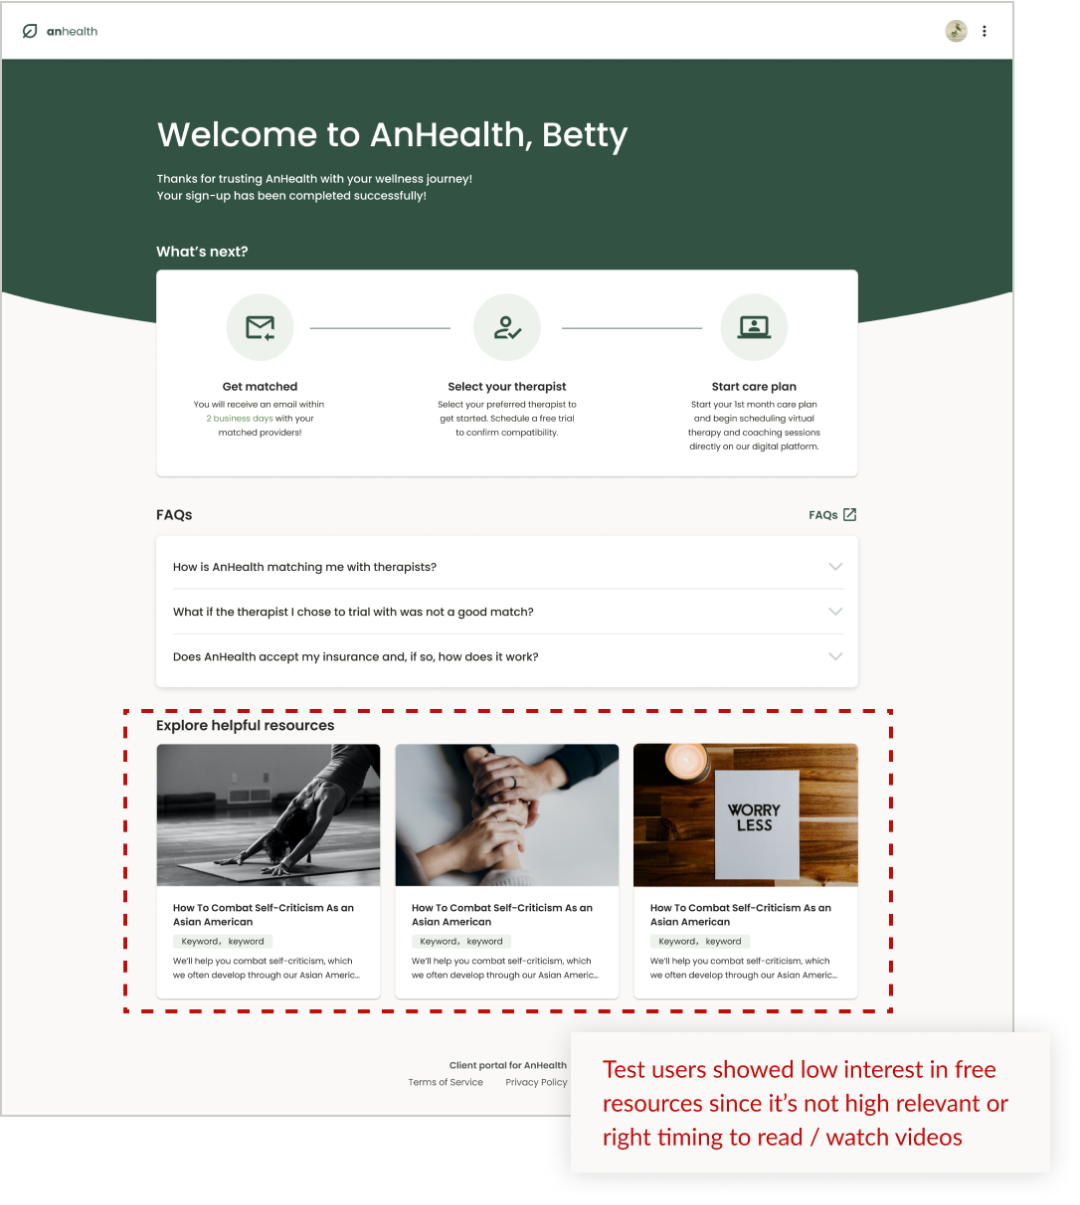 anhealth
Welcome to AnHealth, Betty
Thanks for trusting AnHealth with your wellness journey!
Your sign-up has been completed successfully!
What's next?
Get matched
You will receive an email within
2 business days with your
matched providers!
Select your therapist
Select your preferred therapist to
get started. Schedule a free trial
to confirm compatibility.
Start care plan
Start your 1st month care plan
and begin scheduling virtual
therapy and coaching sessions
directly on our digital platform.
FAQs
FAQs
How is AnHealth matching me with therapists?
What if the therapist I chose to trial with was not a good match?
Does AnHealth accept my insurance and, if so, how does it work?
Explore helpful resources
How To Combat Self-Criticism As an
Asian American
Keyword, keyword
We'll help you combat self-criticism, which
we often develop through our Asian Americ...
How To Combat Self-Criticism As an
Asian American
Keyword, keyword
We'll help you combat self-criticism, which
we often develop through our Asian Americ...
WORRY
LESS
How To Combat Self-Criticism As an
Asian American
Keyword, keyword
We'll help you combat self-criticism, which
we often develop through our Asian Americ...
Client portal for AnHealth
Terms of Service Privacy Policy
Test users showed low interest in free
resources since it's not high relevant or
right timing to read / watch videos